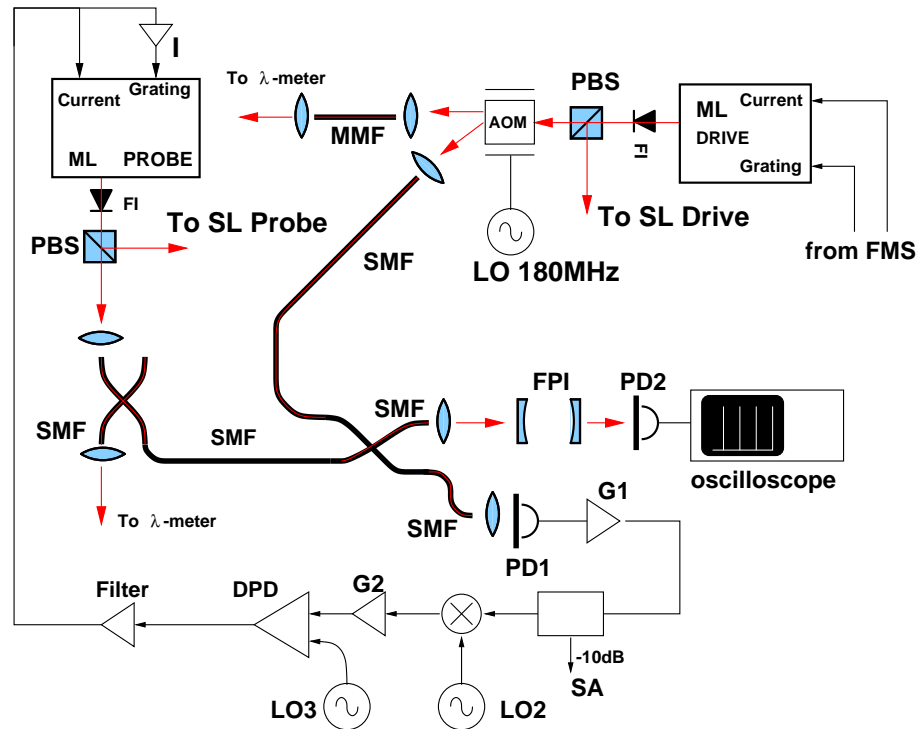 I
Current
Grating
ML PROBE
FI
PBS
To SL Probe
To λ-meter
MMF
AOM
PBS
FI
ML
DRIVE
Current
Grating
To SL Drive
from FMS
LO 180MHz
SMF
SMF
SMF
SMF
FPI
PD2
oscilloscope
To λ-meter
SMF
PD1
G1
Filter
DPD
G2
-10dB
SA
LO3
LO2